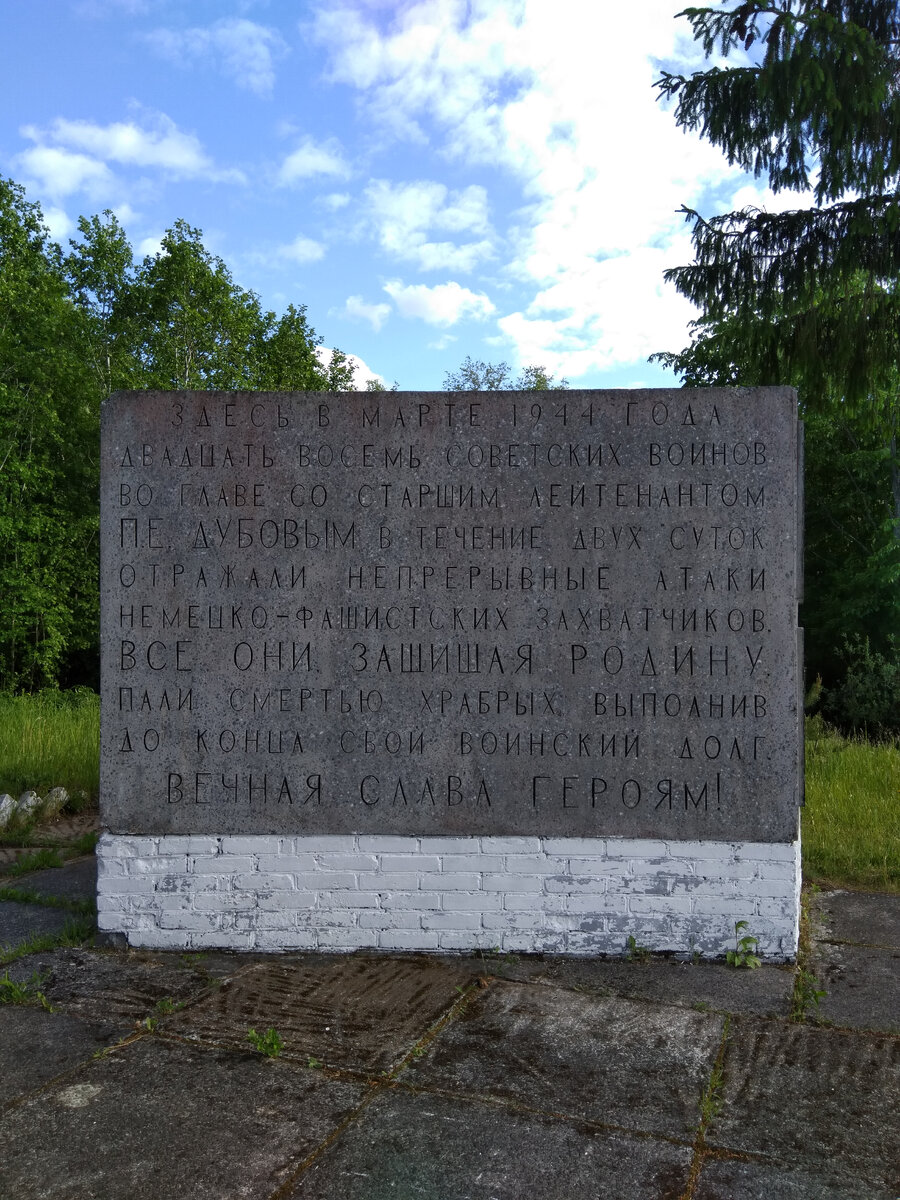 ЗДЕСЬ В МАРТЕ 1944 ГОДА
ДВАДЦАТЬ ВОСЕМЬ СОВЕТСКИХ ВОИНОВ
ВО ГЛАВЕ СО СТАРШИМ ЛЕЙТЕНАНТОМ
П.Е. ДУБОВЫМ В ТЕЧЕНИЕ ДВУХ СУТОК
ОТРАЖАЛИ НЕПРЕРЫВНЫЕ АТАКИ
НЕМЕЦКО-ФАШИСТСКИХ ЗАХВАТЧИКОВ.
ВСЕ ОНИ, ЗАЩИЩАЯ РОДИНУ,
ПАЛИ СМЕРТЬЮ ХРАБРЫХ, ВЫПОЛНИВ
ДО КОНЦА СВОЙ ВОИНСКИЙ ДОЛГ.
ВЕЧНАЯ СЛАВА ГЕРОЯМ!